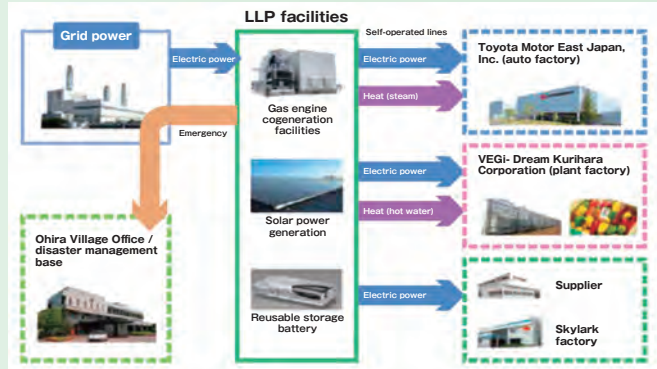 LLP facilities
Grid power
Electric power
Self-operated lines
Electric power
Toyota Motor East Japan,
Inc. (auto factory)
Gas engine
cogeneration
facilities
Heat (steam)
Emergency
Electric power
VEGi- Dream Kurihara
Corporation (plant factory)
Solar power
generation
Heat (hot water)
Ohira Village Office /
disaster management
base
Reusable storage
battery
Electric power
Supplier
Skylark
factory